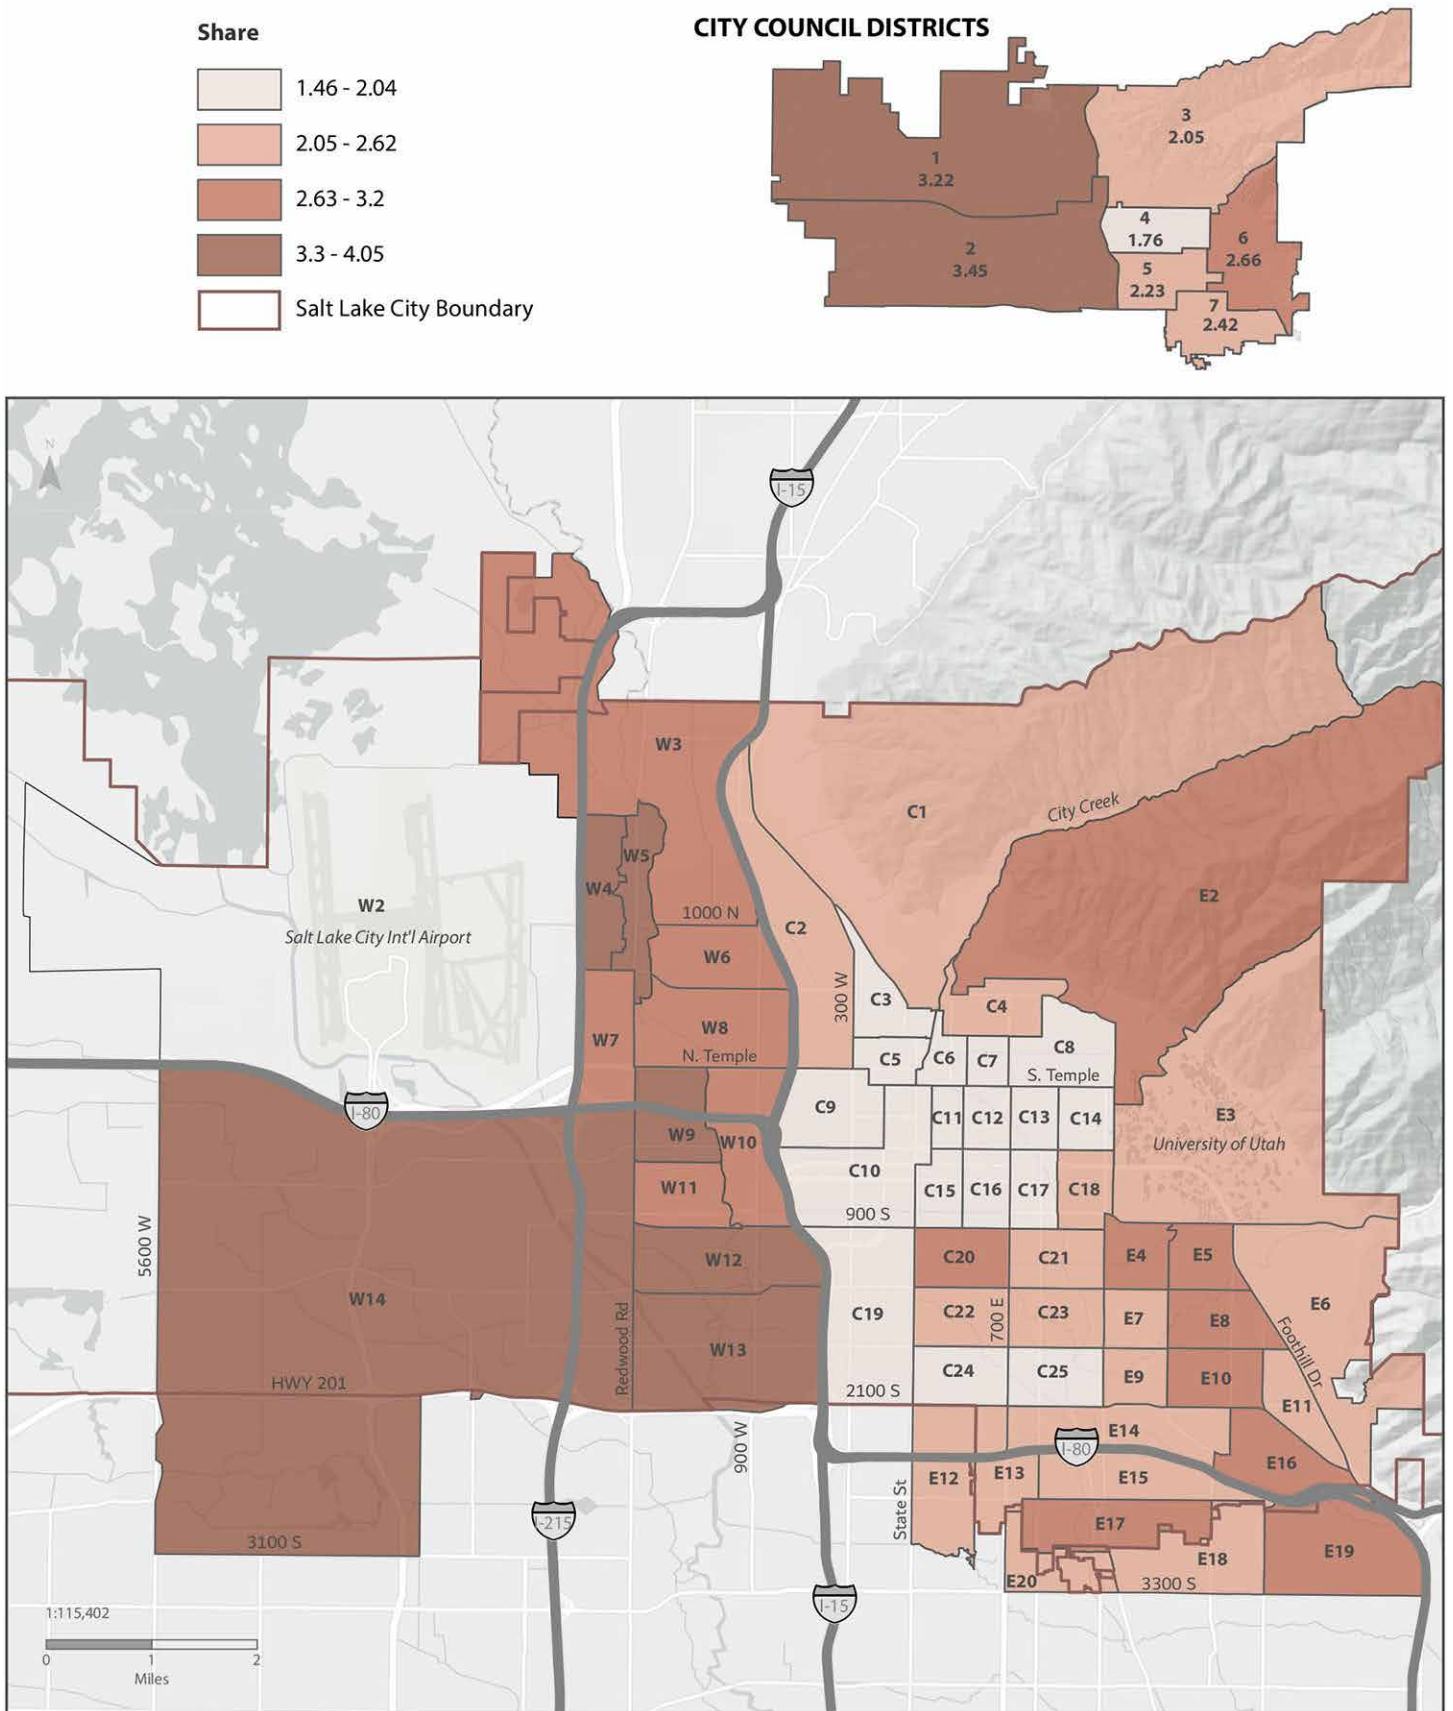 Share
1.46 - 2.04
2.05 - 2.62
2.63 - 3.2
3.3 - 4.05
Salt Lake City Boundary
CITY COUNCIL DISTRICTS
3
2.05
1
3.22
4
1.76
2
3.45
6
2.66
5
2.23
7
2.42
N
I-15
W3
C1
City Creek
W5
W4
E2
W2
Salt Lake City Int'l Airport
1000 N
C2
W6
300 W
C3
C4
W7
W8
N. Temple
C5
C6
C7
C8
S. Temple
I-80
C9
C11
C12
C13
C14
E3
University of Utah
W9
W10
C10
W11
C15
C16
C17
C18
900 S
5600 W
W12
C20
C21
E4
E5
W14
Redwood Rd
W13
C19
C22
700 E
C23
E7
E8
E6
Foothill Dr
HWY 201
2100 S
C24
C25
E9
E10
E11
900 W
E14
I-80
E12
E13
E15
E16
State St
I-215
E17
3100 S
E18
E19
E20
3300 S
I-15
1:115,402
0
1
2
Miles